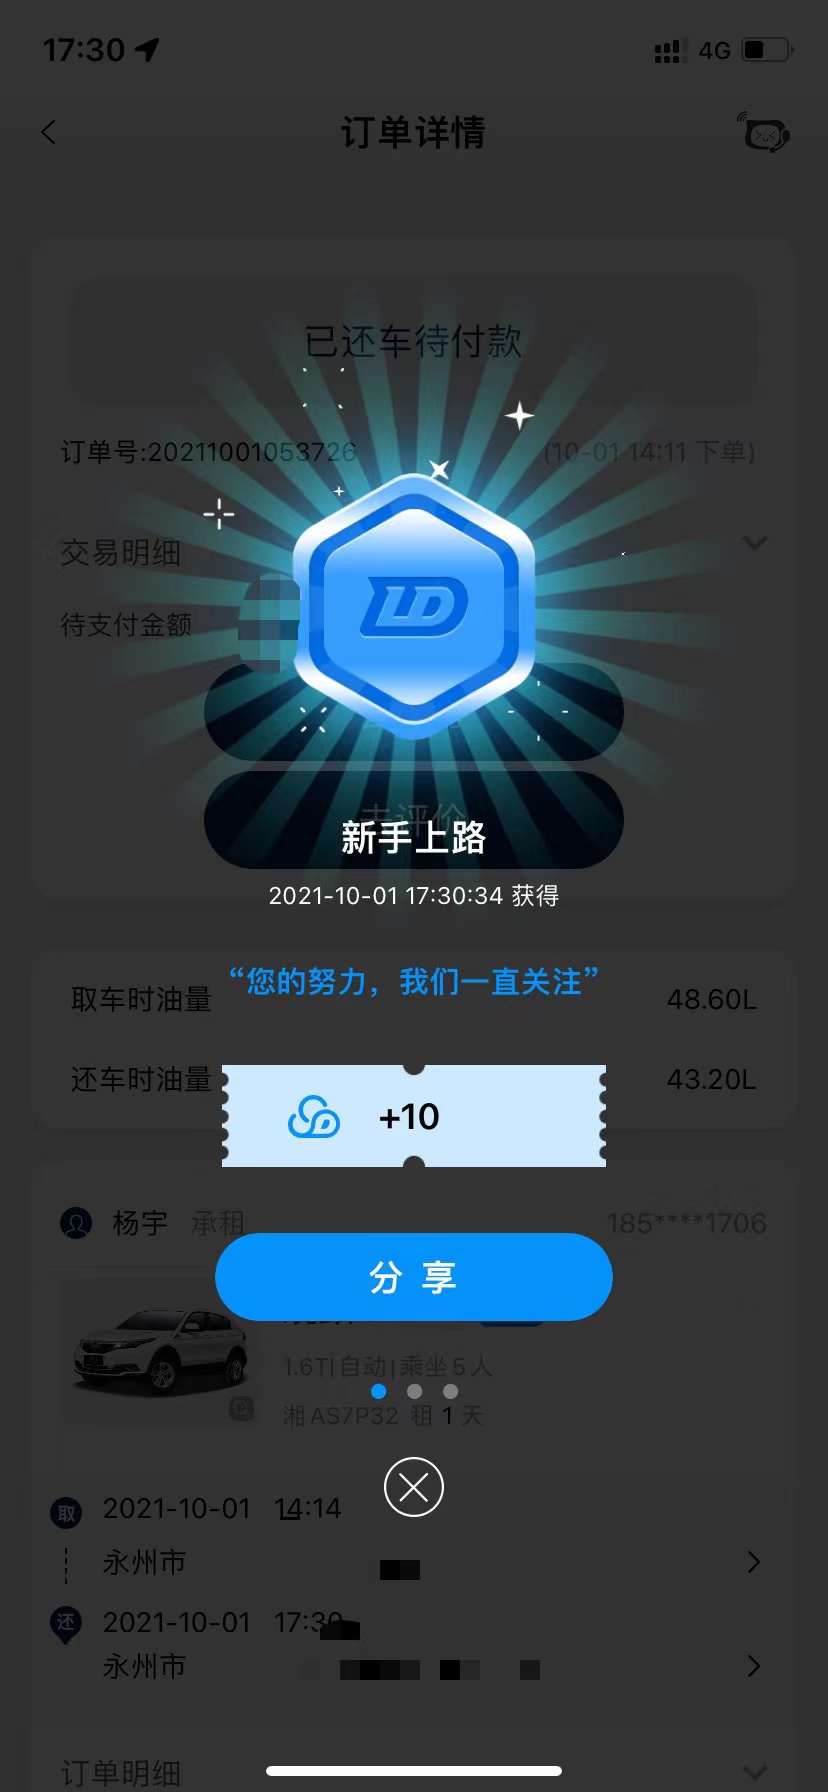 17:30
4G
订单详情
已还车待付款
订单号:20211001053726
(10-01 14:11 下单)
交易明细
待支付金额
去评价
新手上路
2021-10-01 17:30:34 获得
“您的努力，我们一直关注”
取车时油量
48.60L
还车时油量
43.20L
+10
杨宇 承租
185****1706
分 享
1.6T|自动|乘坐5人
湘AS7P32 租 1 天
取 2021-10-01 14:14
永州市
还 2021-10-01 17:30
永州市
订单明细